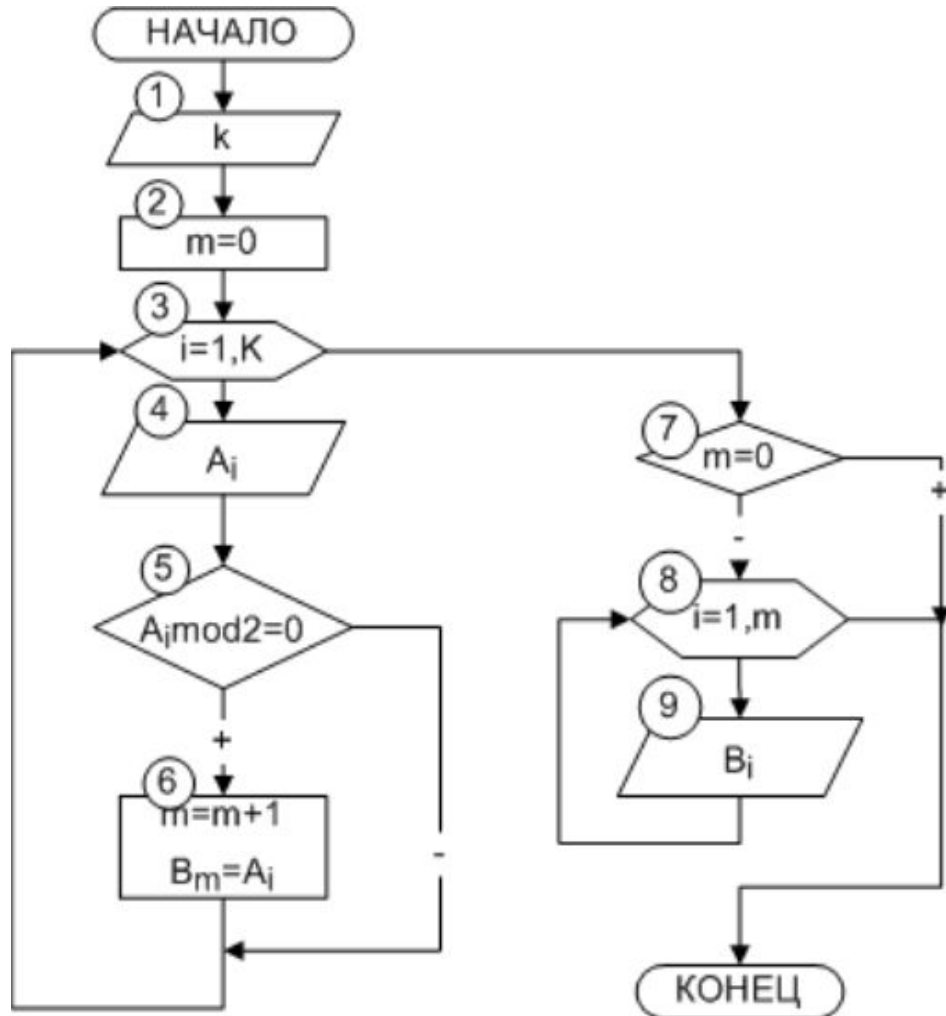 НАЧАЛО
1
k
2
m=0
3
i=1,K
4
Ai
5
Aimod2=0
+
-
6
m=m+1
Bm=Ai
7
m=0
+
-
8
i=1,m
9
Bi
КОНЕЦ